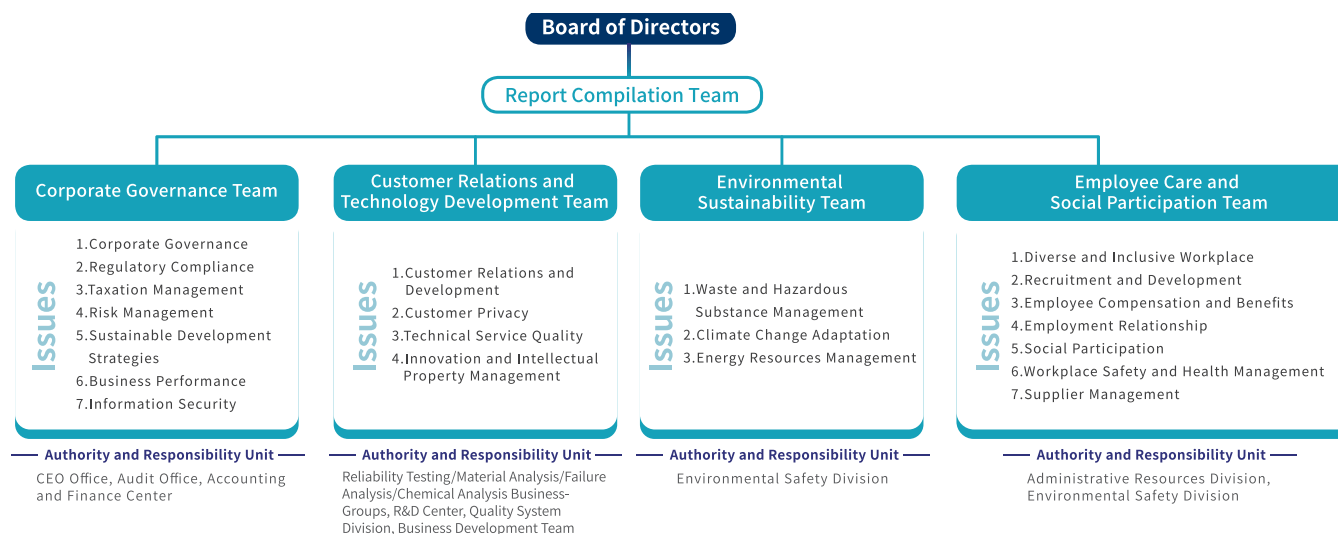 Board of Directors
Report Compilation Team
Corporate Governance Team
Issues
1.Corporate Governance
2.Regulatory Compliance
3.Taxation Management
4.Risk Management
5.Sustainable Development
Strategies
6.Business Performance
7.Information Security
Authority and Responsibility Unit
CEO Office, Audit Office, Accounting
and Finance Center
Customer Relations and
Technology Development Team
Issues
1.Customer Relations and
Development
2.Customer Privacy
3.Technical Service Quality
4.Innovation and Intellectual
Property Management
Authority and Responsibility Unit
Reliability Testing/Material Analysis/Failure
Analysis/Chemical Analysis Business-
Groups, R&D Center, Quality System
Division, Business Development Team
Environmental
Sustainability Team
Issues
1.Waste and Hazardous
Substance Management
2.Climate Change Adaptation
3.Energy Resources Management
Authority and Responsibility Unit
Environmental Safety Division
Employee Care and
Social Participation Team
Issues
1.Diverse and Inclusive Workplace
2.Recruitment and Development
3.Employee Compensation and Benefits
4.Employment Relationship
5.Social Participation
6.Workplace Safety and Health Management
7.Supplier Management
Authority and Responsibility Unit
Administrative Resources Division,
Environmental Safety Division